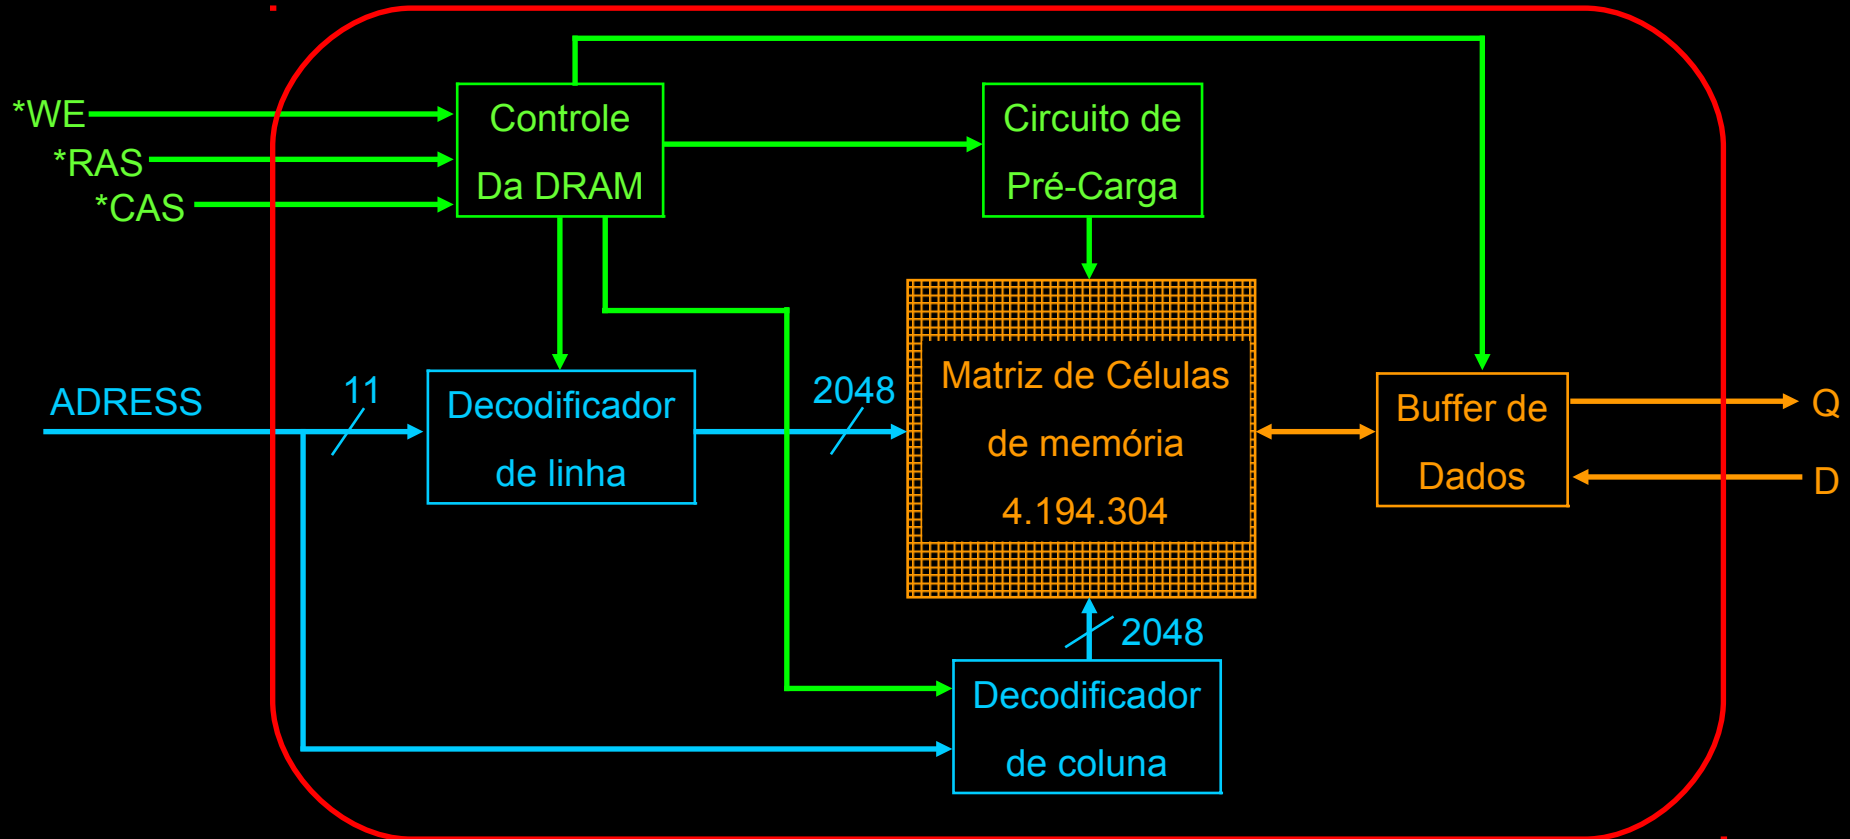 *WE
*RAS
*CAS
Controle
Da DRAM
Circuito de
Pré-Carga
ADRESS
11
Decodificador
de linha
2048
Matriz de Células
de memória
4.194.304
Buffer de
Dados
Q
D
2048
Decodificador
de coluna